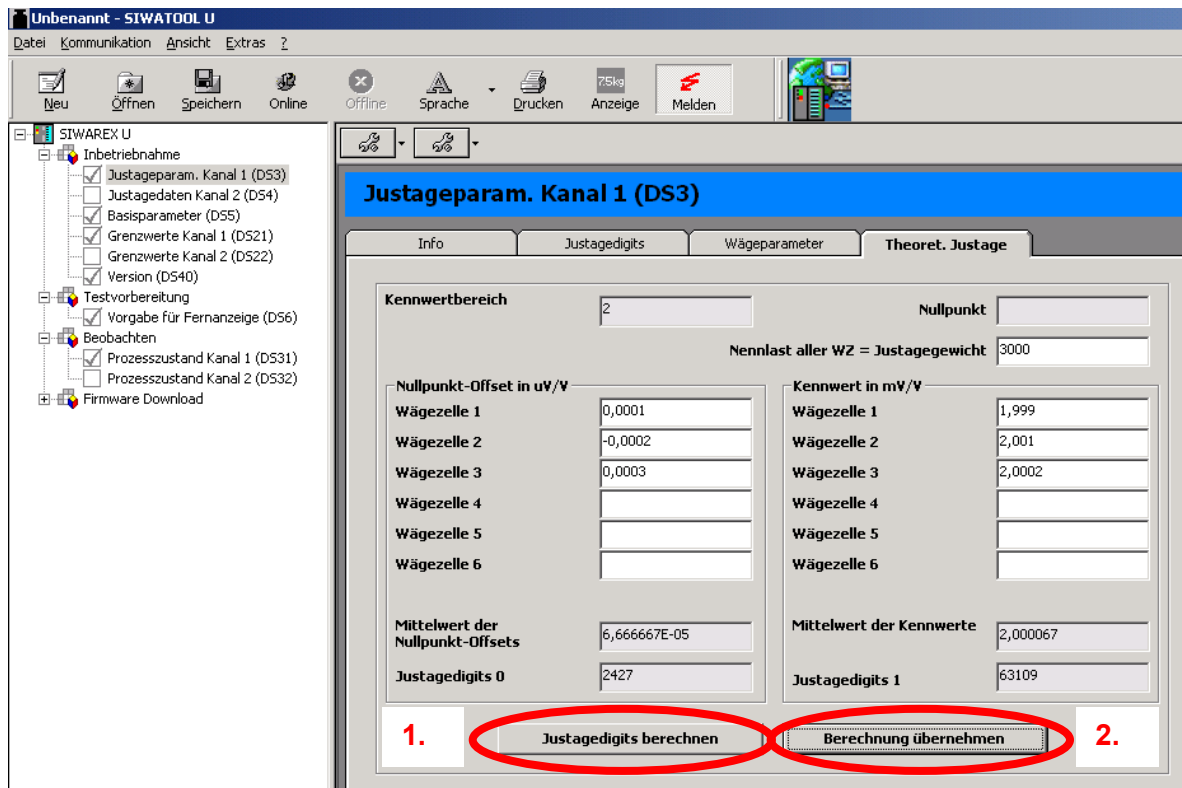 Unbenannt - SIWATOOL U
Datei Kommunikation Ansicht Extras ?
Neu Öffnen Speichern Online Offline Sprache Drucken 7.5kg Anzeige Melden
SIWAREX U
Inbetriebnahme
Justageparam. Kanal 1 (DS3)
Justagedaten Kanal 2 (DS4)
Basisparameter (DS5)
Grenzwerte Kanal 1 (DS21)
Grenzwerte Kanal 2 (DS22)
Version (DS40)
Testvorbereitung
Vorgabe für Fernanzeige (DS6)
Beobachten
Prozesszustand Kanal 1 (DS31)
Prozesszustand Kanal 2 (DS32)
Firmware Download
Justageparam. Kanal 1 (DS3)
Info Justagedigits Wägeparameter Theoret. Justage
Kennwertbereich 2 Nullpunkt
Nennlast aller WZ = Justagegewicht 3000
Nullpunkt-Offset in uV/V
Wägezelle 1 0,0001
Wägezelle 2 -0,0002
Wägezelle 3 0,0003
Wägezelle 4
Wägezelle 5
Wägezelle 6
Mittelwert der
Nullpunkt-Offsets 6,666667E-05
Justagedigits 0 2427
Kennwert in mV/V
Wägezelle 1 1,999
Wägezelle 2 2,001
Wägezelle 3 2,0002
Wägezelle 4
Wägezelle 5
Wägezelle 6
Mittelwert der Kennwerte 2,000067
Justagedigits 1 63109
1. Justagedigits berechnen Berechnung übernehmen 2.